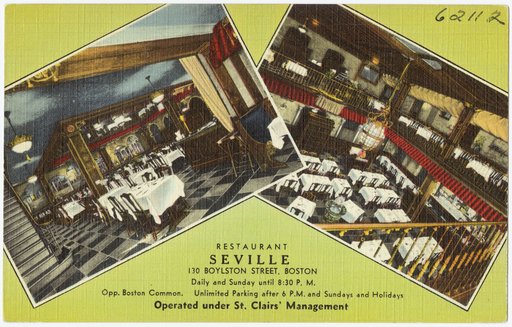 62112
RESTAURANT
SEVILLE
130 BOYLSTON STREET, BOSTON
Daily and Sunday until 8:30 P. M.
Opp. Boston Common. Unlimited Parking after 6 P.M. and Sundays and Holidays
Operated under St. Clairs' Management